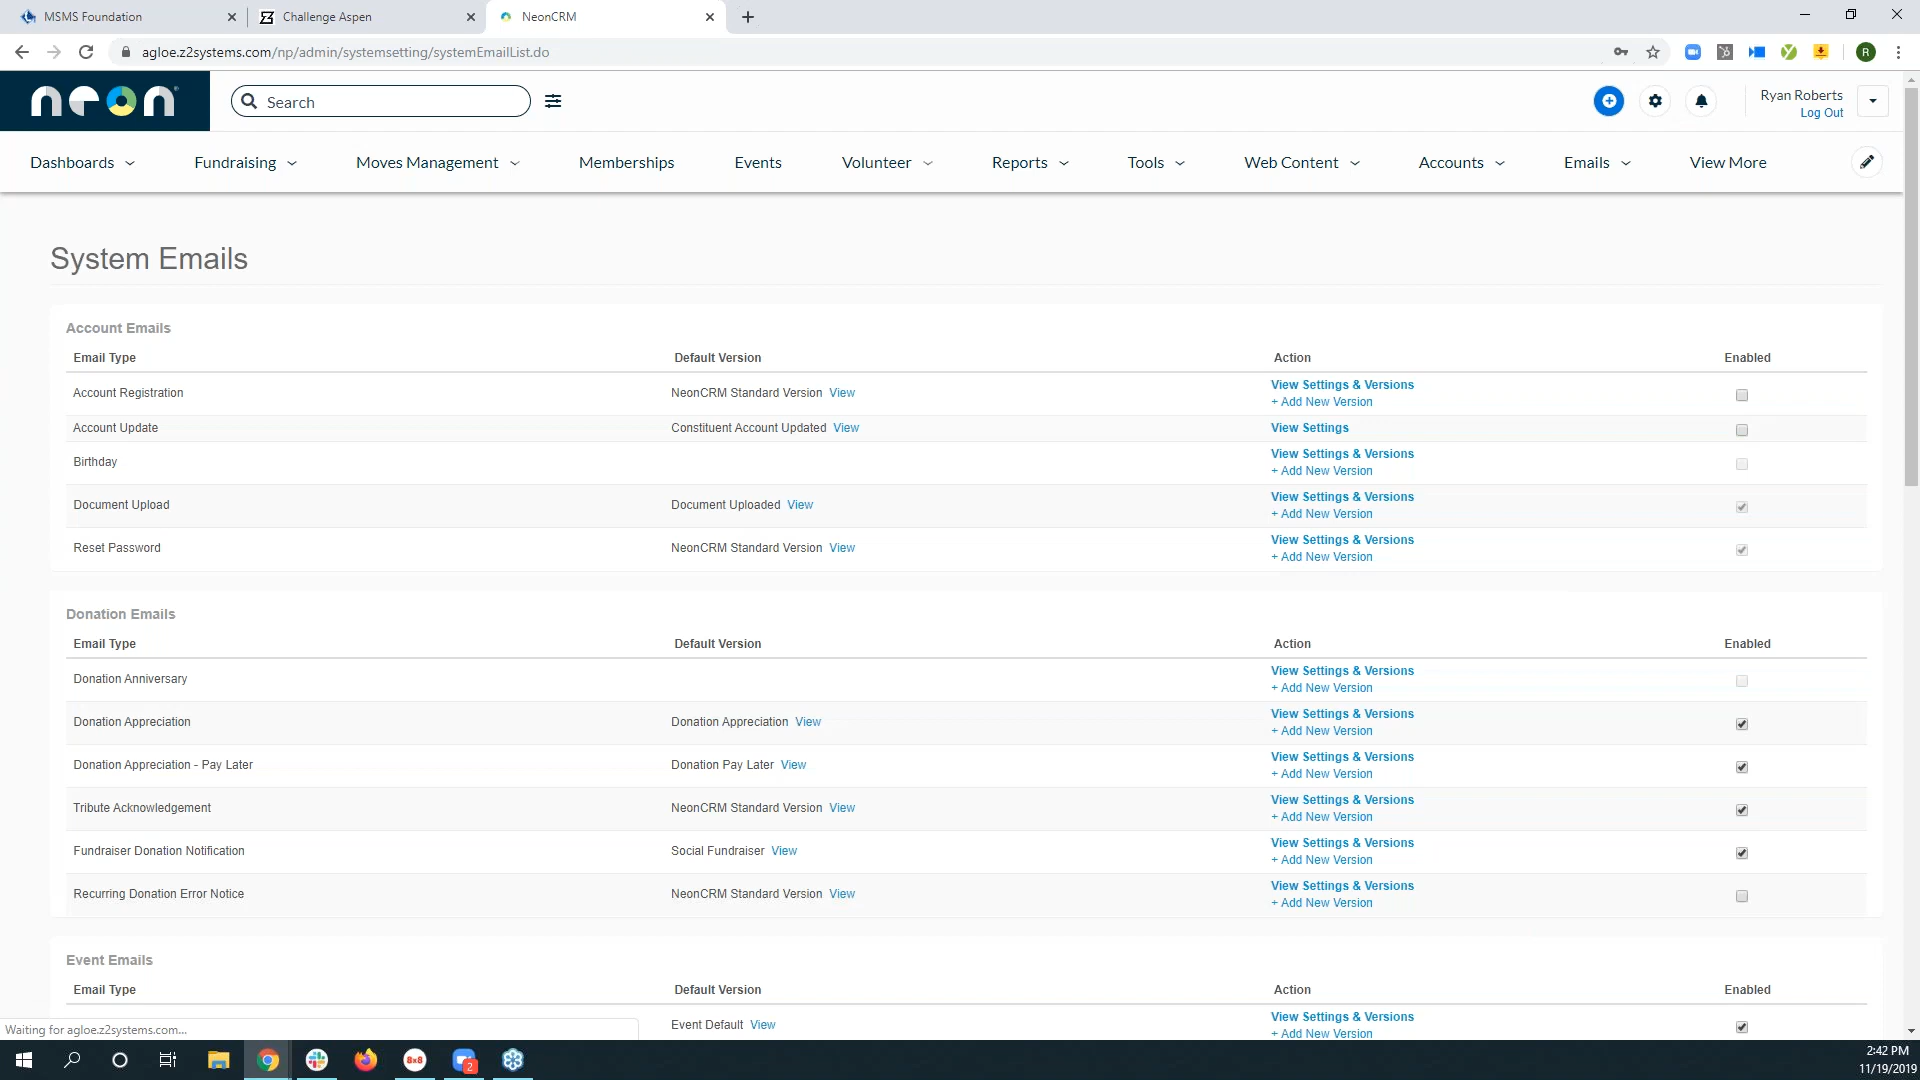 MSMS Foundation
Challenge Aspen
NeonCRM
agloe.z2systems.com/np/admin/systemsetting/systemEmailList.do
R
neon
Search
Ryan Roberts
Log Out
Dashboards Fundraising Moves Management Memberships Events Volunteer Reports Tools Web Content Accounts Emails View More
System Emails
Account Emails
Email Type Default Version Action Enabled
Account Registration NeonCRM Standard Version View View Settings & Versions
+ Add New Version
Account Update Constituent Account Updated View View Settings
Birthday View Settings & Versions
+ Add New Version
Document Upload Document Uploaded View View Settings & Versions
+ Add New Version
Reset Password NeonCRM Standard Version View View Settings & Versions
+ Add New Version
Donation Emails
Email Type Default Version Action Enabled
Donation Anniversary View Settings & Versions
+ Add New Version
Donation Appreciation Donation Appreciation View View Settings & Versions
+ Add New Version
Donation Appreciation - Pay Later Donation Pay Later View View Settings & Versions
+ Add New Version
Tribute Acknowledgement NeonCRM Standard Version View View Settings & Versions
+ Add New Version
Fundraiser Donation Notification Social Fundraiser View View Settings & Versions
+ Add New Version
Recurring Donation Error Notice NeonCRM Standard Version View View Settings & Versions
+ Add New Version
Event Emails
Email Type Default Version Action Enabled
Event Default View View Settings & Versions
+ Add New Version
Waiting for agloe.z2systems.com...
8x8
2
2:42 PM
11/19/2019